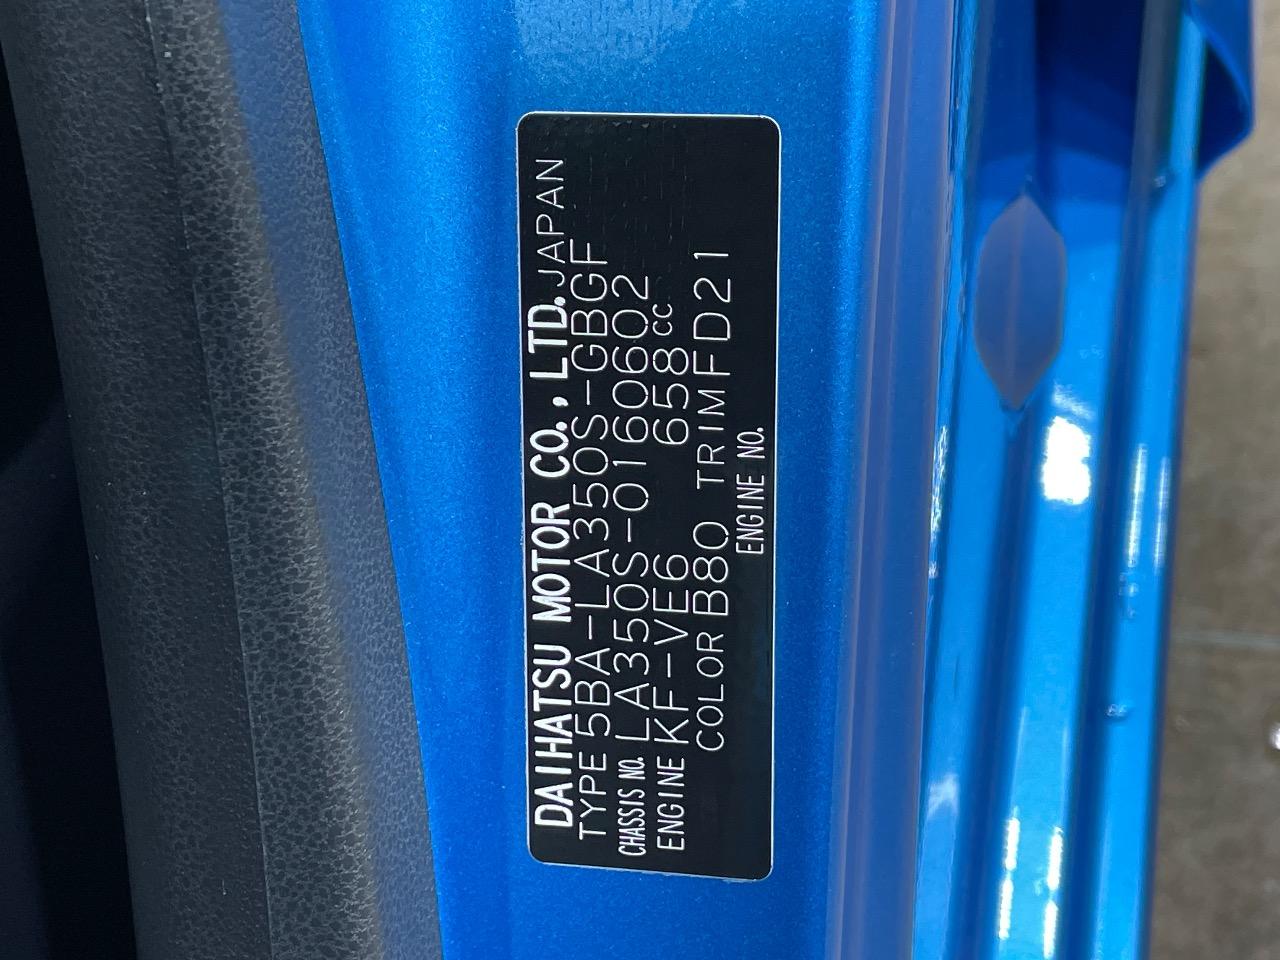 DAIHATSU MOTOR CO., LTD. JAPAN
TYPE 5BA-LA350S-GBGF
CHASSIS NO. LA350S-0160602
ENGINE KF-VE6 658cc
COLOR B80 TRIM FD21
ENGINE NO.